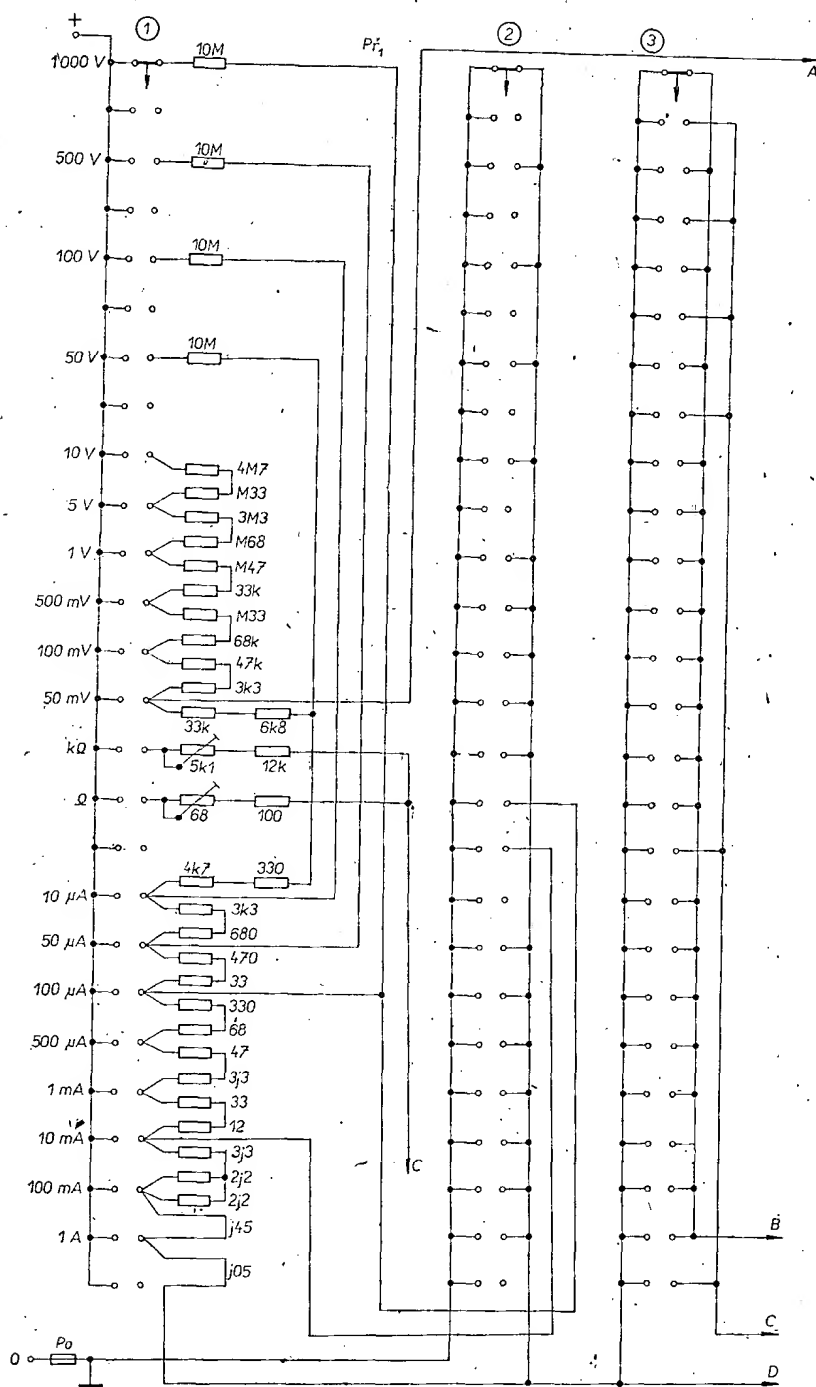 + 1 Př₁ 2 3
1000 V 10M A
500 V 10M
100 V 10M
50 V 10M
10 V
4M7
M33
5 V
3M3
M68
1 V
M47
33k
500 mV
M33
68k
100 mV
47k
3k3
50 mV
33k 6k8
kΩ
5k1 12k
Ω
68 100
4k7 330
10 µA
3k3
680
50 µA
470
33
100 µA
330
68
500 µA
47
3j3
1 mA
33
12
10 mA
3j3
C
2j2
100 mA
2j2
j45
1 A
B
j05
C
0 Po
D